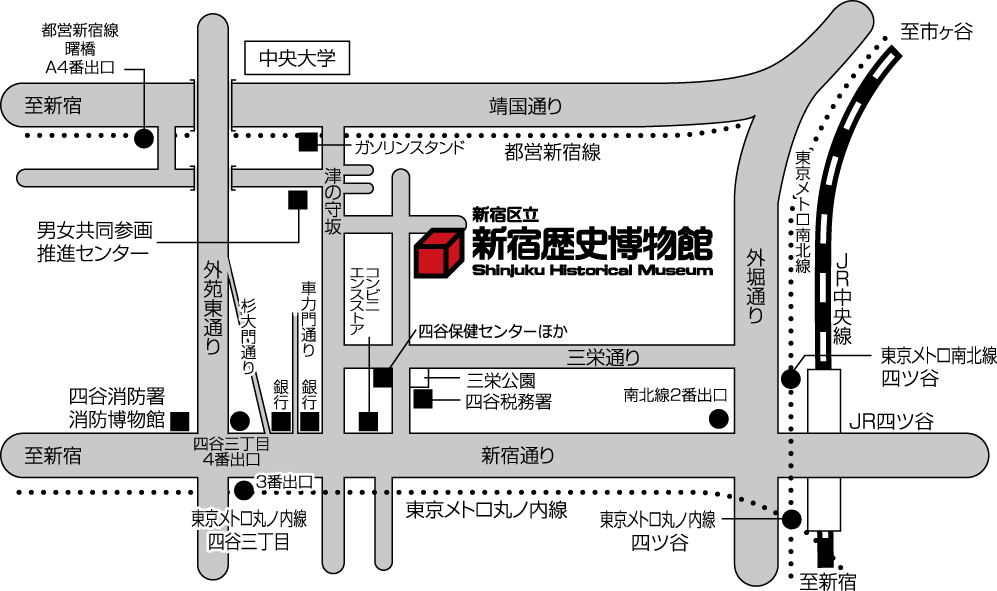 至市ヶ谷
都営新宿線
曙橋
A4番出口
中央大学
至新宿
靖国通り
ガソリンスタンド
都営新宿線
東京メトロ南北線
津の守坂
男女共同参画
推進センター
新宿区立
新宿歴史博物館
Shinjuku Historical Museum
外苑東通り
杉大門通り
車力門通り
コンビニ
エンスストア
外堀通り
JR中央線
四谷保健センターほか
三栄通り
東京メトロ南北線
四ツ谷
三栄公園
四谷税務署
南北線2番出口
四谷消防署
消防博物館
銀行
銀行
JR四ツ谷
四谷三丁目
4番出口
至新宿
新宿通り
3番出口
東京メトロ丸ノ内線
四谷三丁目
東京メトロ丸ノ内線
東京メトロ丸ノ内線
四ツ谷
至新宿